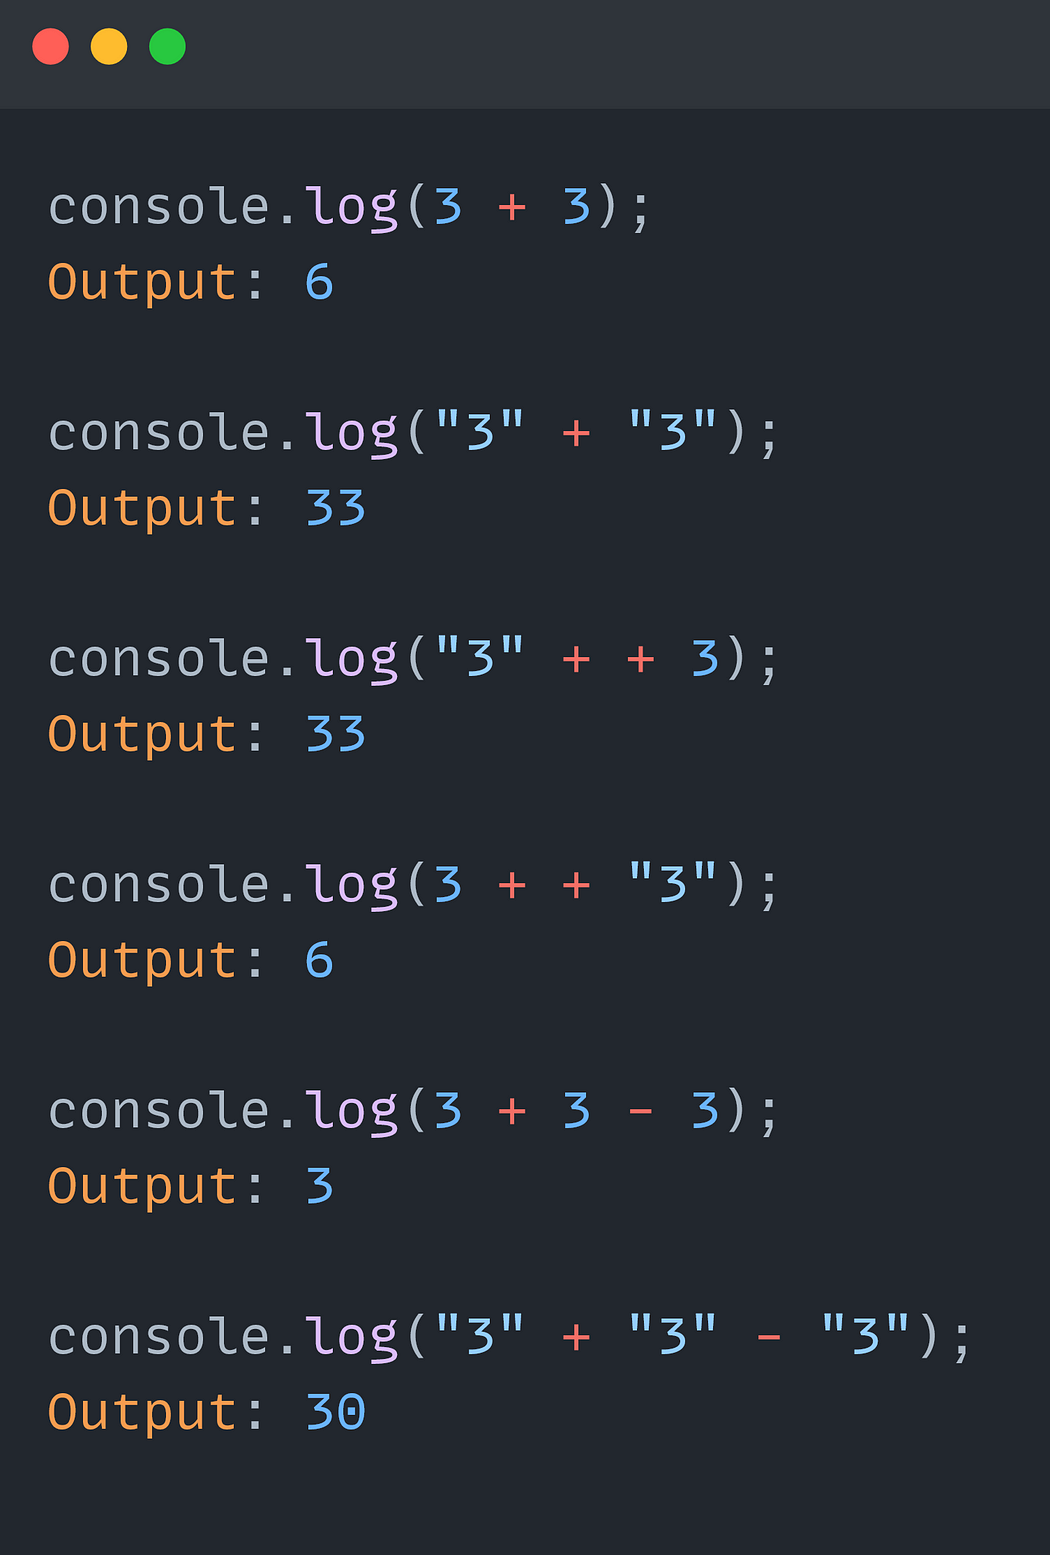 console.log(3 + 3);
Output: 6
console.log("3" + "3");
Output: 33
console.log("3" + + 3);
Output: 33
console.log(3 + + "3");
Output: 6
console.log(3 + 3 - 3);
Output: 3
console.log("3" + "3" - "3");
Output: 30